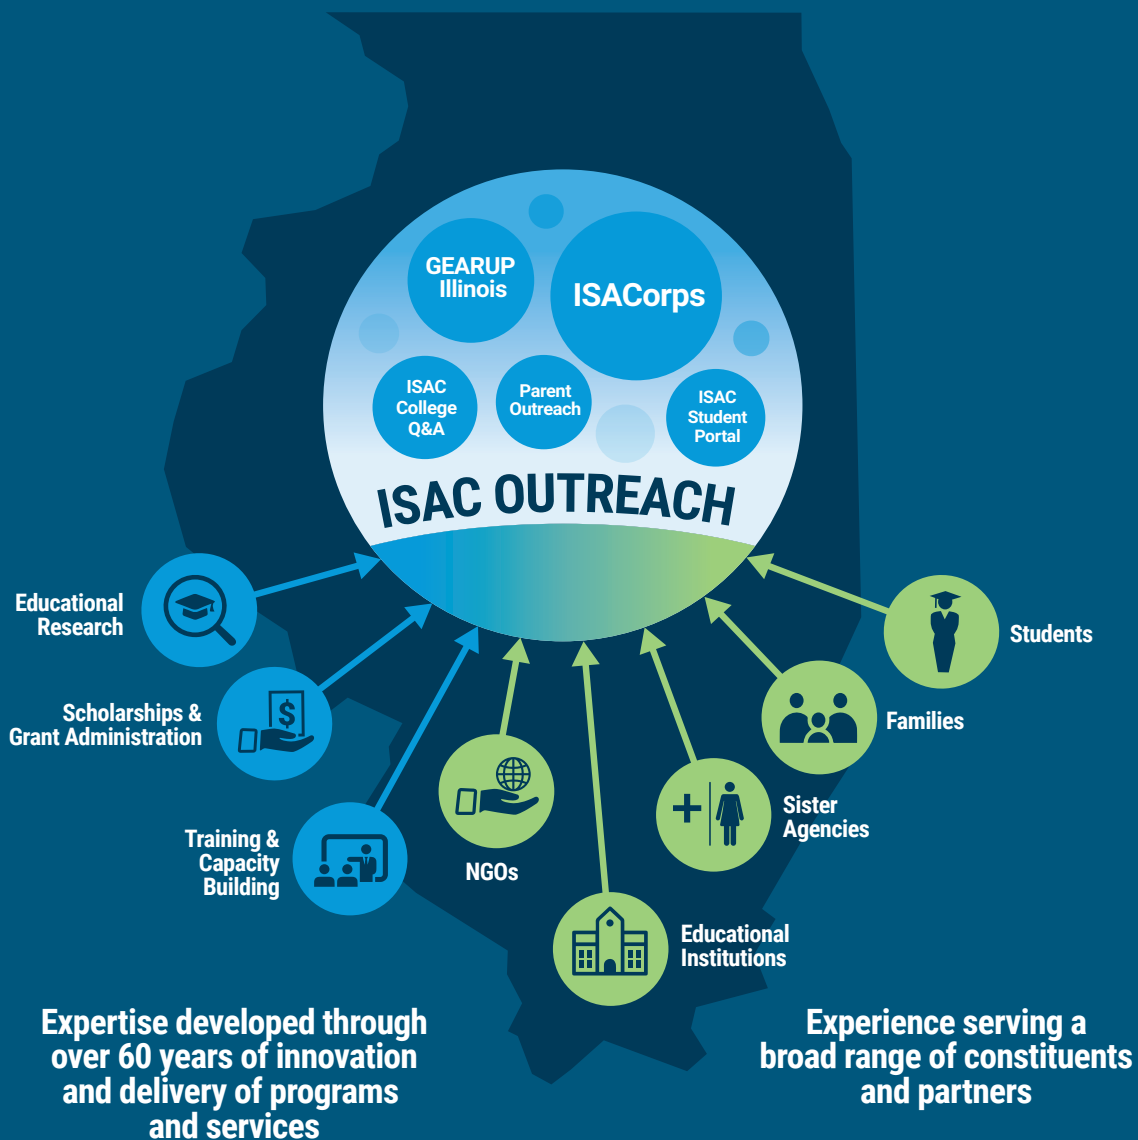 GEARUP
Illinois
ISACorps
ISAC
College
Q&A
Parent
Outreach
ISAC
Student
Portal
ISAC OUTREACH
Educational
Research
Scholarships &
Grant Administration
$
Training &
Capacity
Building
NGOs
Educational
Institutions
Sister
Agencies
Families
Students
Expertise developed through
over 60 years of innovation
and delivery of programs
and services
Experience serving a
broad range of constituents
and partners